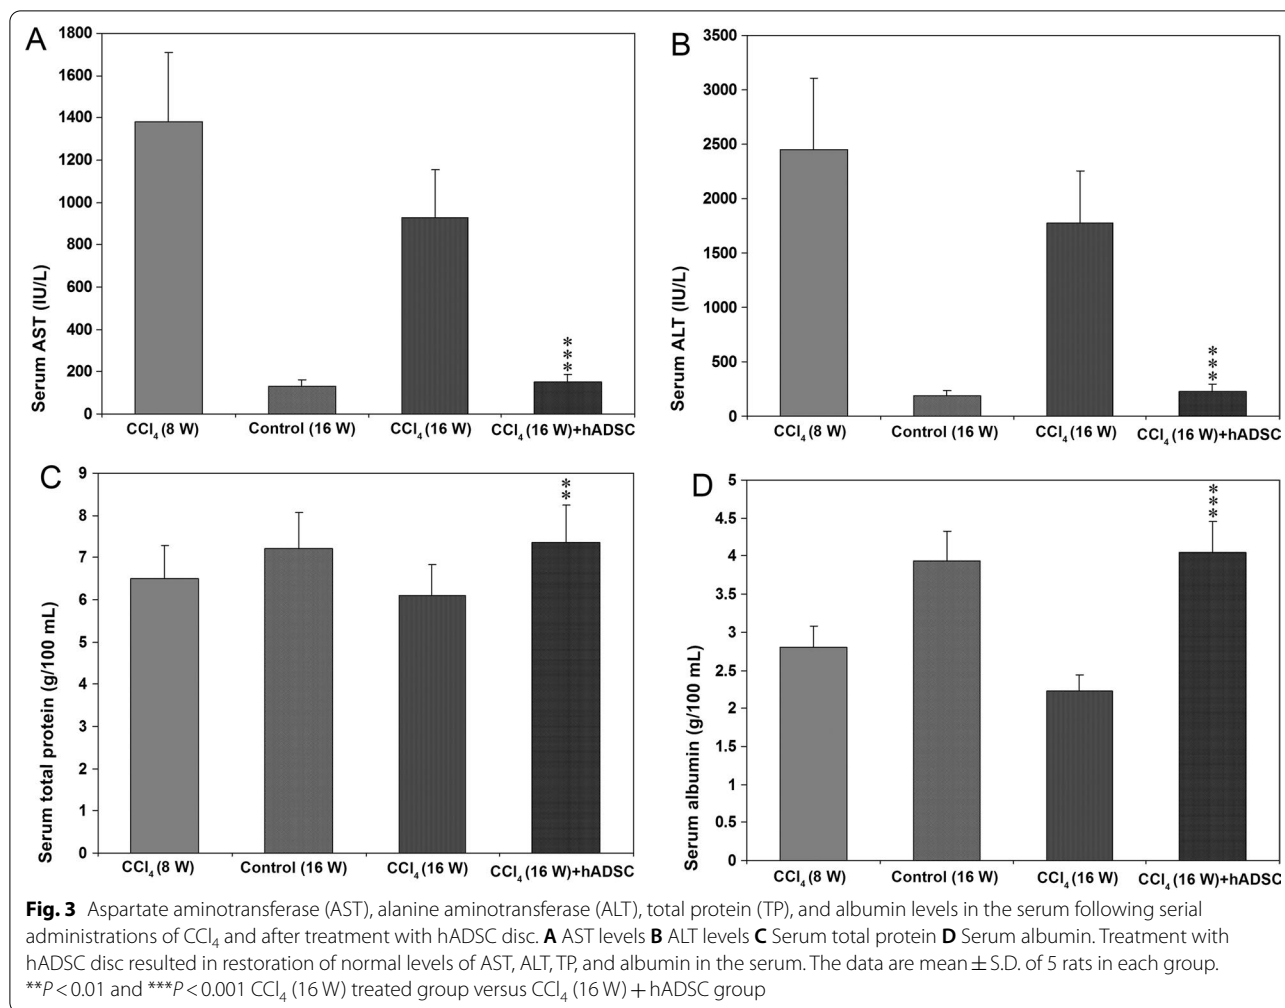 A
1800
1600
1400
1200
1000
800
600
400
200
0
Serum AST (IU/L)
***
CCl₄ (8 W) Control (16 W) CCl₄ (16 W) CCl₄ (16 W)+hADSC
B
3500
3000
2500
2000
1500
1000
500
0
Serum ALT (IU/L)
***
CCl₄ (8 W) Control (16 W) CCl₄ (16 W) CCl₄ (16 W)+hADSC
C
9
8
7
6
5
4
3
2
1
0
Serum total protein (g/100 mL)
**
CCl₄ (8 W) Control (16 W) CCl₄ (16 W) CCl₄ (16 W)+hADSC
D
5
4.5
4
3.5
3
2.5
2
1.5
1
0.5
0
Serum albumin (g/100 mL)
***
CCl₄ (8 W) Control (16 W) CCl₄ (16 W) CCl₄ (16 W)+hADSC
Fig. 3 Aspartate aminotransferase (AST), alanine aminotransferase (ALT), total protein (TP), and albumin levels in the serum following serial
administrations of CCl₄ and after treatment with hADSC disc. A AST levels B ALT levels C Serum total protein D Serum albumin. Treatment with
hADSC disc resulted in restoration of normal levels of AST, ALT, TP, and albumin in the serum. The data are mean ± S.D. of 5 rats in each group.
**P < 0.01 and ***P < 0.001 CCl₄ (16 W) treated group versus CCl₄ (16 W) + hADSC group